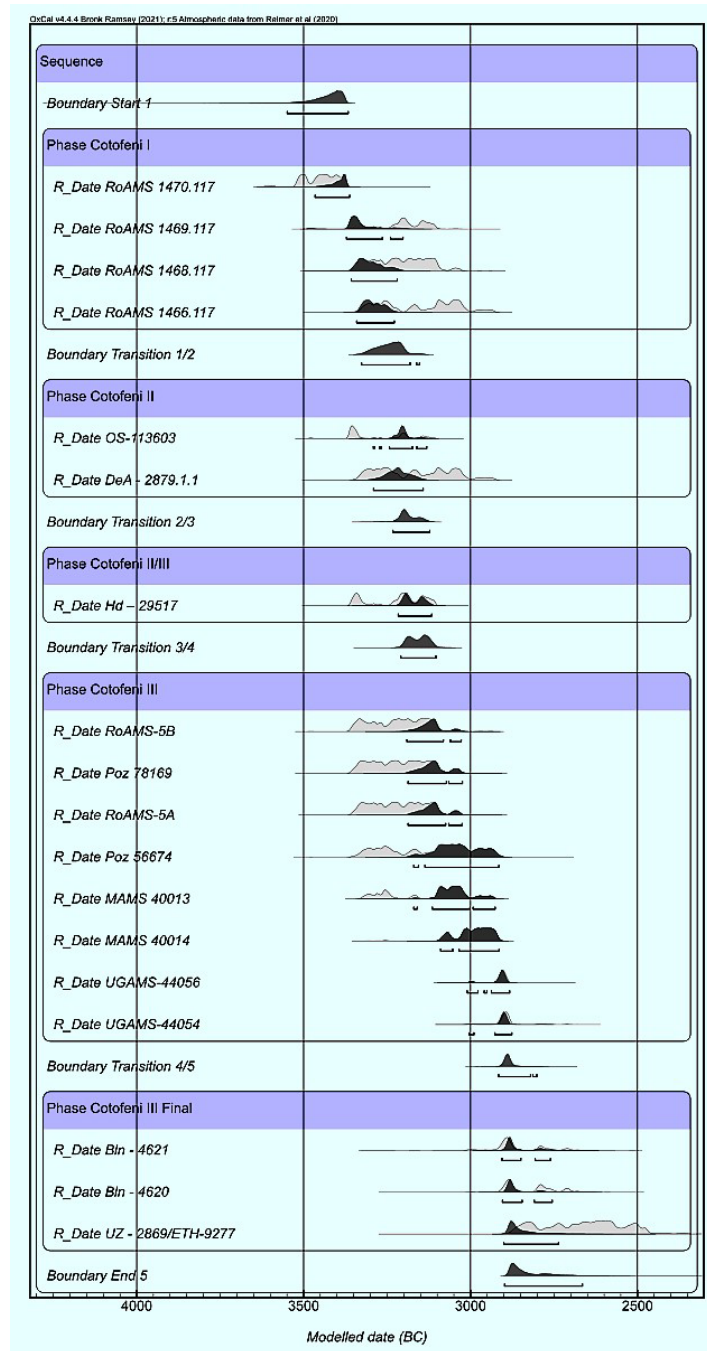 OxCal v4.4.4 Bronk Ramsey (2021); r:5 Atmospheric data from Reimer et al (2020)
Sequence
Boundary Start 1
Phase Cotofeni I
R_Date RoAMS 1470.117
R_Date RoAMS 1469.117
R_Date RoAMS 1468.117
R_Date RoAMS 1466.117
Boundary Transition 1/2
Phase Cotofeni II
R_Date OS-113603
R_Date DeA - 2879.1.1
Boundary Transition 2/3
Phase Cotofeni II/III
R_Date Hd – 29517
Boundary Transition 3/4
Phase Cotofeni III
R_Date RoAMS-5B
R_Date Poz 78169
R_Date RoAMS-5A
R_Date Poz 56674
R_Date MAMS 40013
R_Date MAMS 40014
R_Date UGAMS-44056
R_Date UGAMS-44054
Boundary Transition 4/5
Phase Cotofeni III Final
R_Date Bln - 4621
R_Date Bln - 4620
R_Date UZ - 2869/ETH-9277
Boundary End 5
4000 3500 3000 2500
Modelled date (BC)